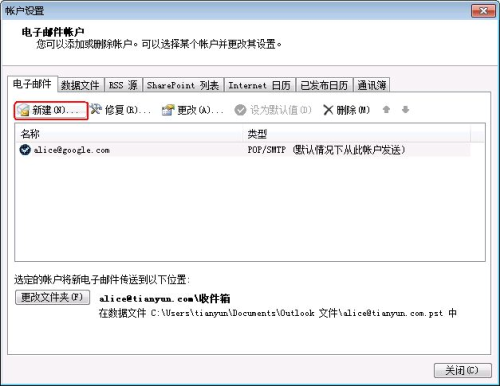 帐户设置
电子邮件帐户
您可以添加或删除帐户。可以选择某个帐户并更改其设置。
电子邮件 数据文件 RSS 源 SharePoint 列表 Internet 日历 已发布日历 通讯簿
新建(N)... 修复(R)... 更改(A)... 设为默认值(D) 删除(M)
名称 类型
alice@google.com POP/SMTP (默认情况下从此帐户发送)
选定的帐户将新电子邮件传送到以下位置:
更改文件夹(F) alice@tianyun.com\收件箱
在数据文件 C:\Users\tianyun\Documents\Outlook 文件\alice@tianyun.com.pst 中
关闭(C)